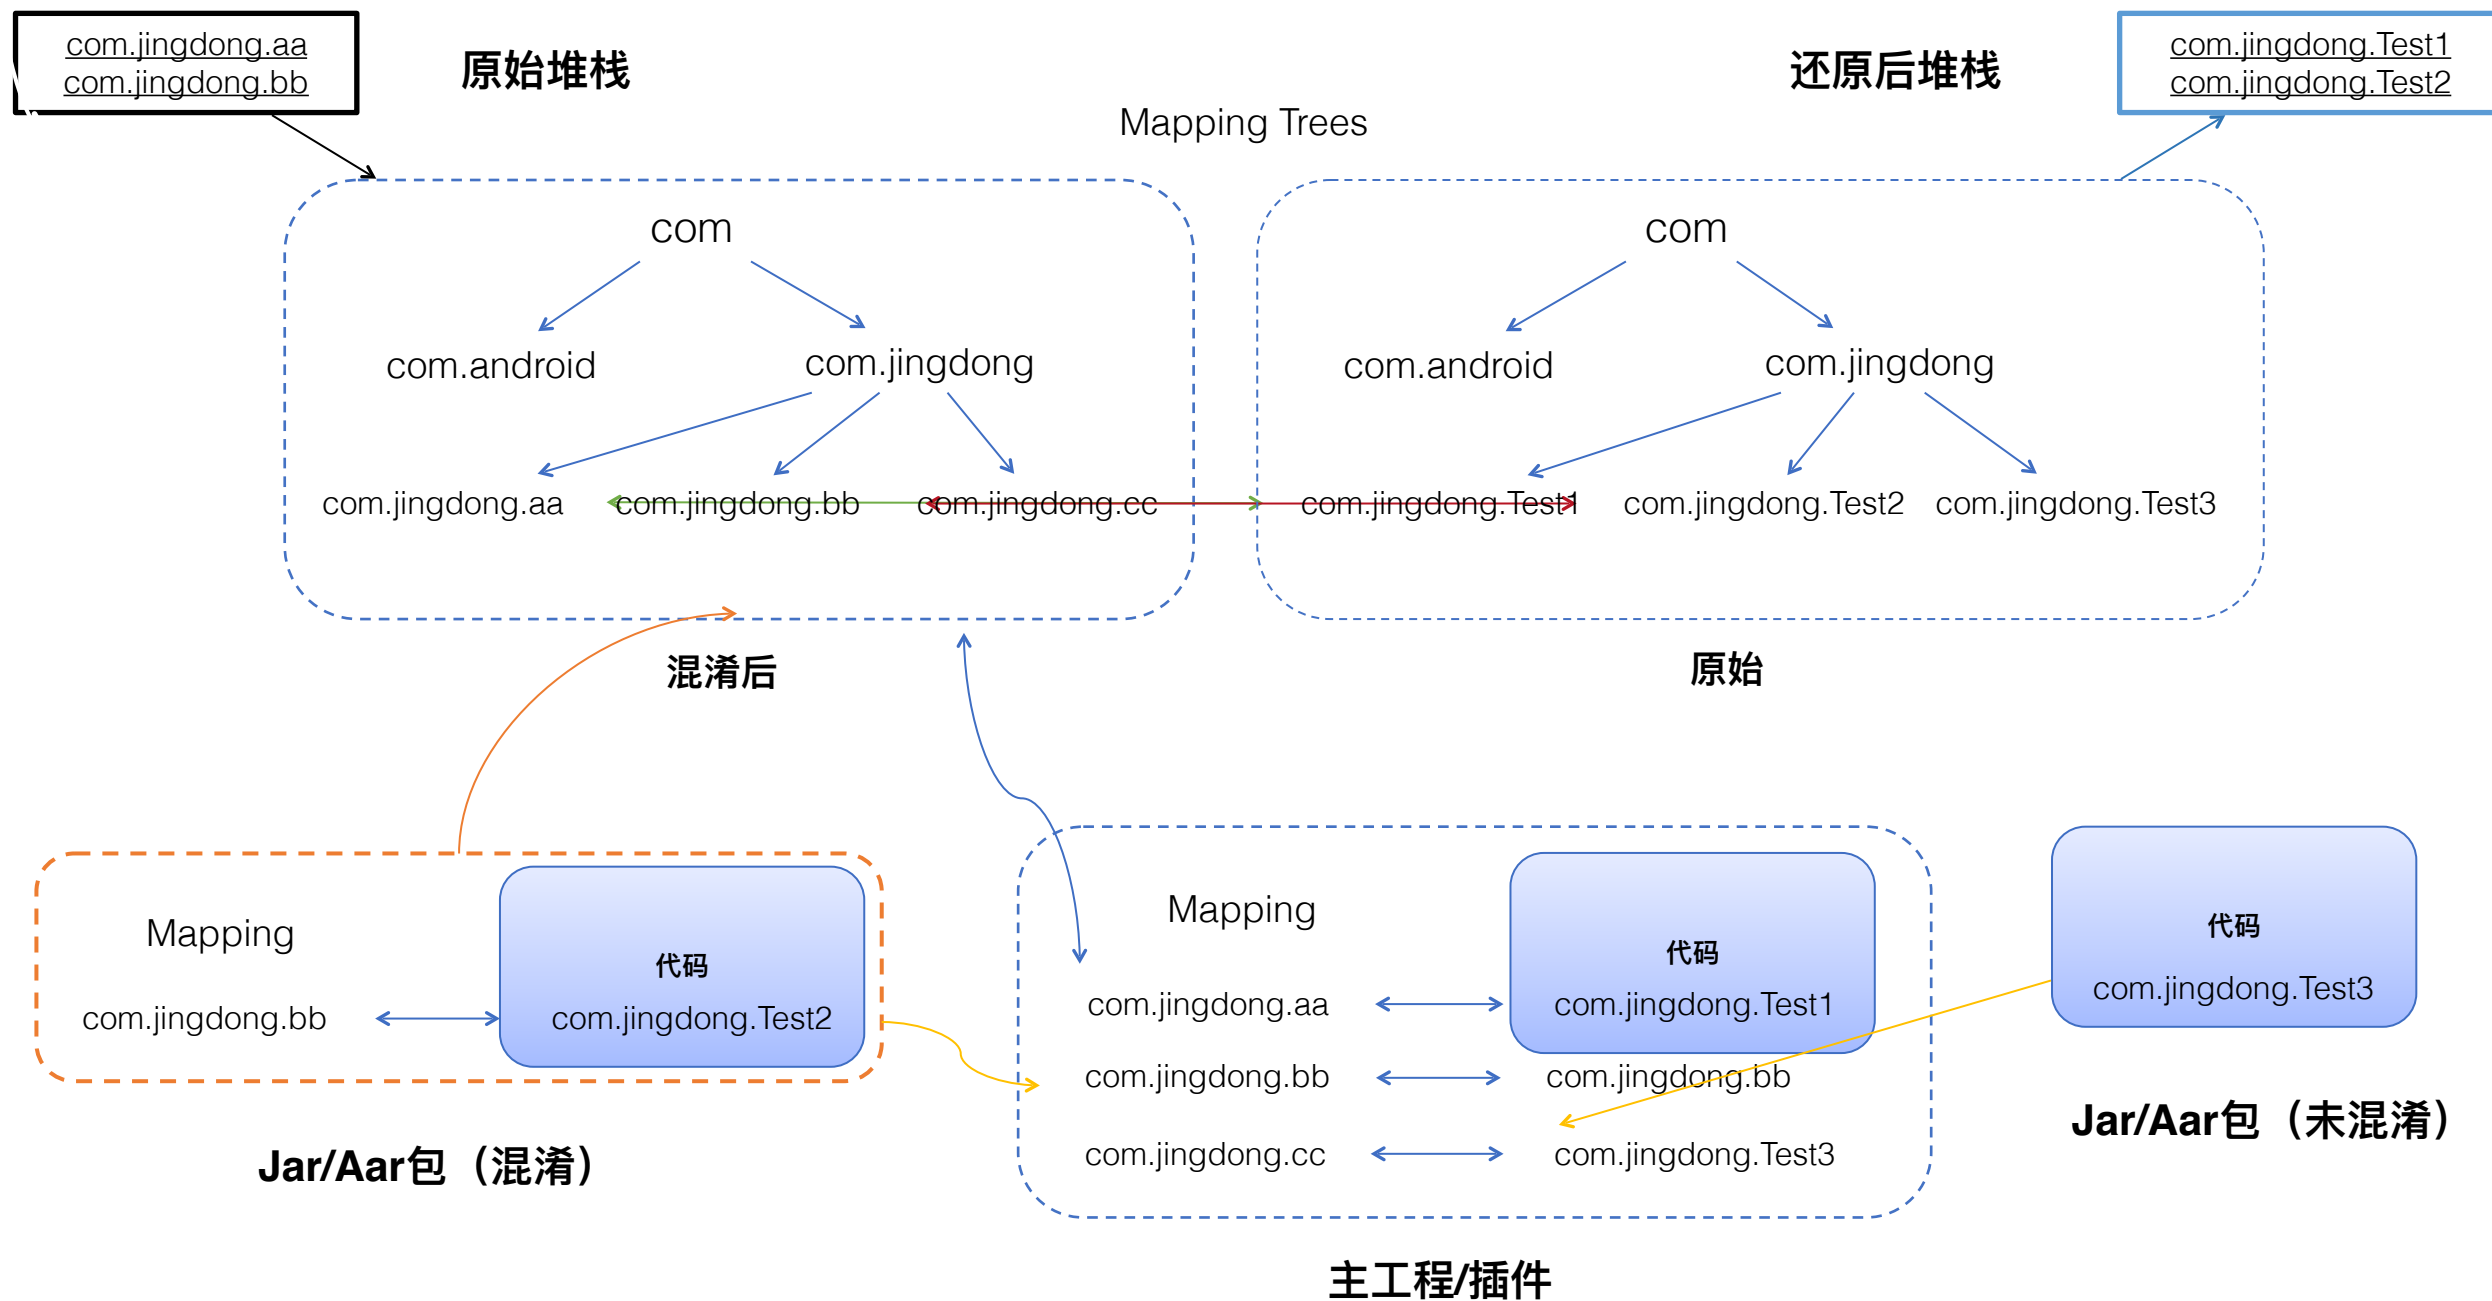 com.jingdong.aa
com.jingdong.bb
原始堆栈
还原后堆栈
com.jingdong.Test1
com.jingdong.Test2
Mapping Trees
com
com.android
com.jingdong
com.jingdong.aa
com.jingdong.bb
com.jingdong.cc
混淆后
com
com.android
com.jingdong
com.jingdong.Test1
com.jingdong.Test2
com.jingdong.Test3
原始
Mapping
com.jingdong.bb
代码
com.jingdong.Test2
Jar/Aar包（混淆）
Mapping
代码
com.jingdong.aa
com.jingdong.Test1
com.jingdong.bb
com.jingdong.bb
com.jingdong.cc
com.jingdong.Test3
主工程/插件
代码
com.jingdong.Test3
Jar/Aar包（未混淆）